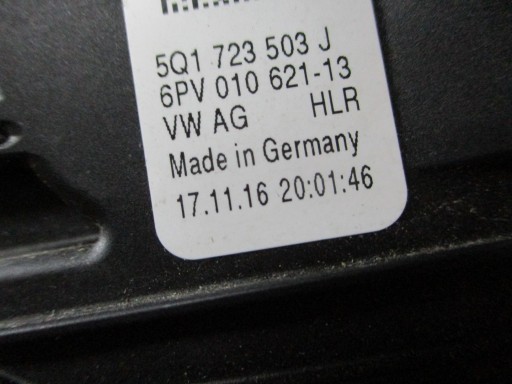 5Q1 723 503 J
6PV 010 621-13
VW AG HLR
Made in Germany
17.11.16 20:01:46